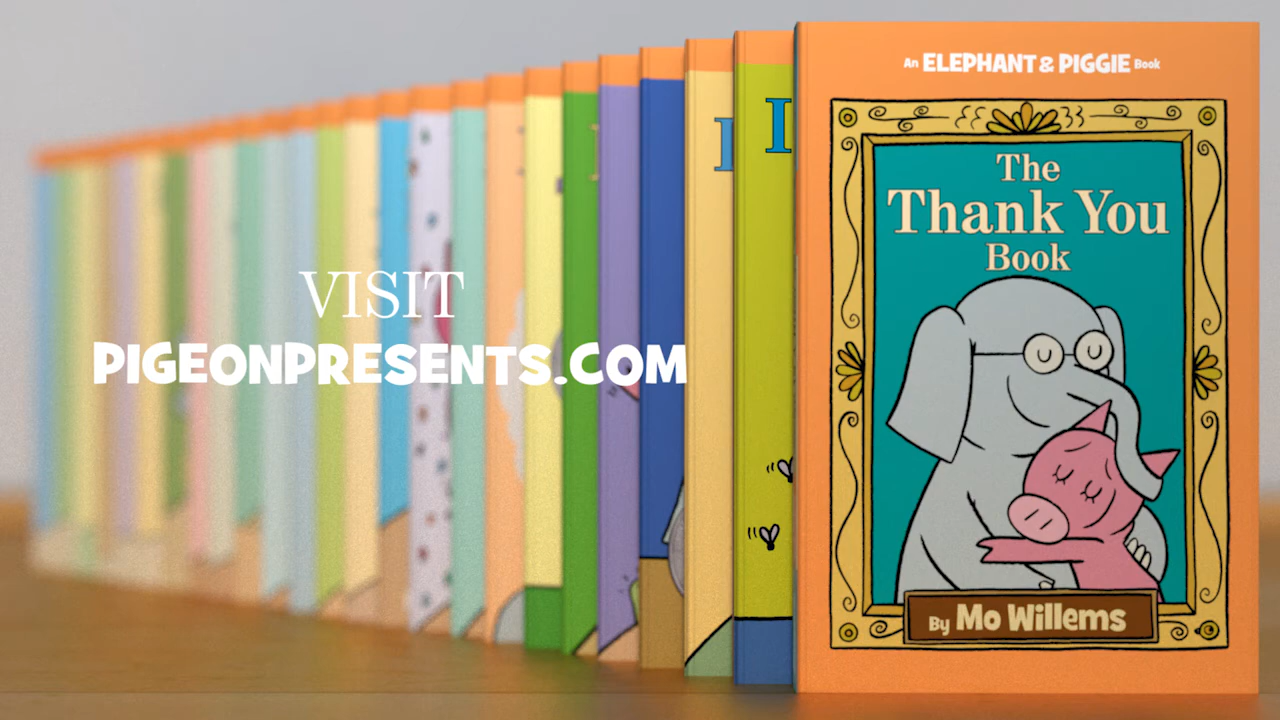 VISIT
PIGEONPRESENTS.COM
An ELEPHANT & PIGGIE Book
The
Thank You
Book
By Mo Willems